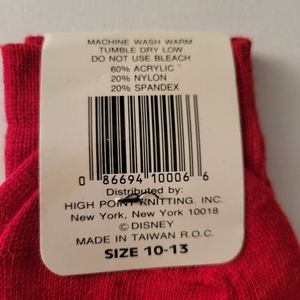 MACHINE WASH WARM
TUMBLE DRY LOW
DO NOT USE BLEACH
60% ACRYLIC
20% NYLON
20% SPANDEX
0 86694 10006 6
Distributed by:
HIGH POINT KNITTING, INC.
New York, New York 10018
© DISNEY
MADE IN TAIWAN R.O.C.
SIZE 10-13